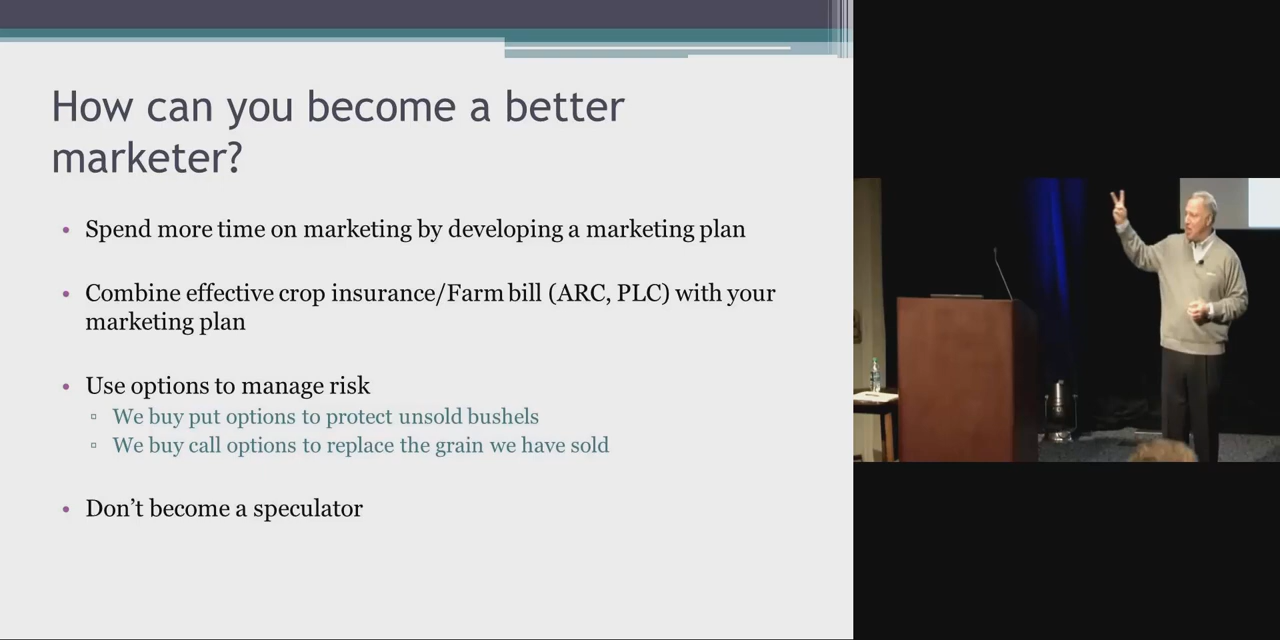 How can you become a better
marketer?
• Spend more time on marketing by developing a marketing plan
• Combine effective crop insurance/Farm bill (ARC, PLC) with your
marketing plan
• Use options to manage risk
▫ We buy put options to protect unsold bushels
▫ We buy call options to replace the grain we have sold
• Don’t become a speculator